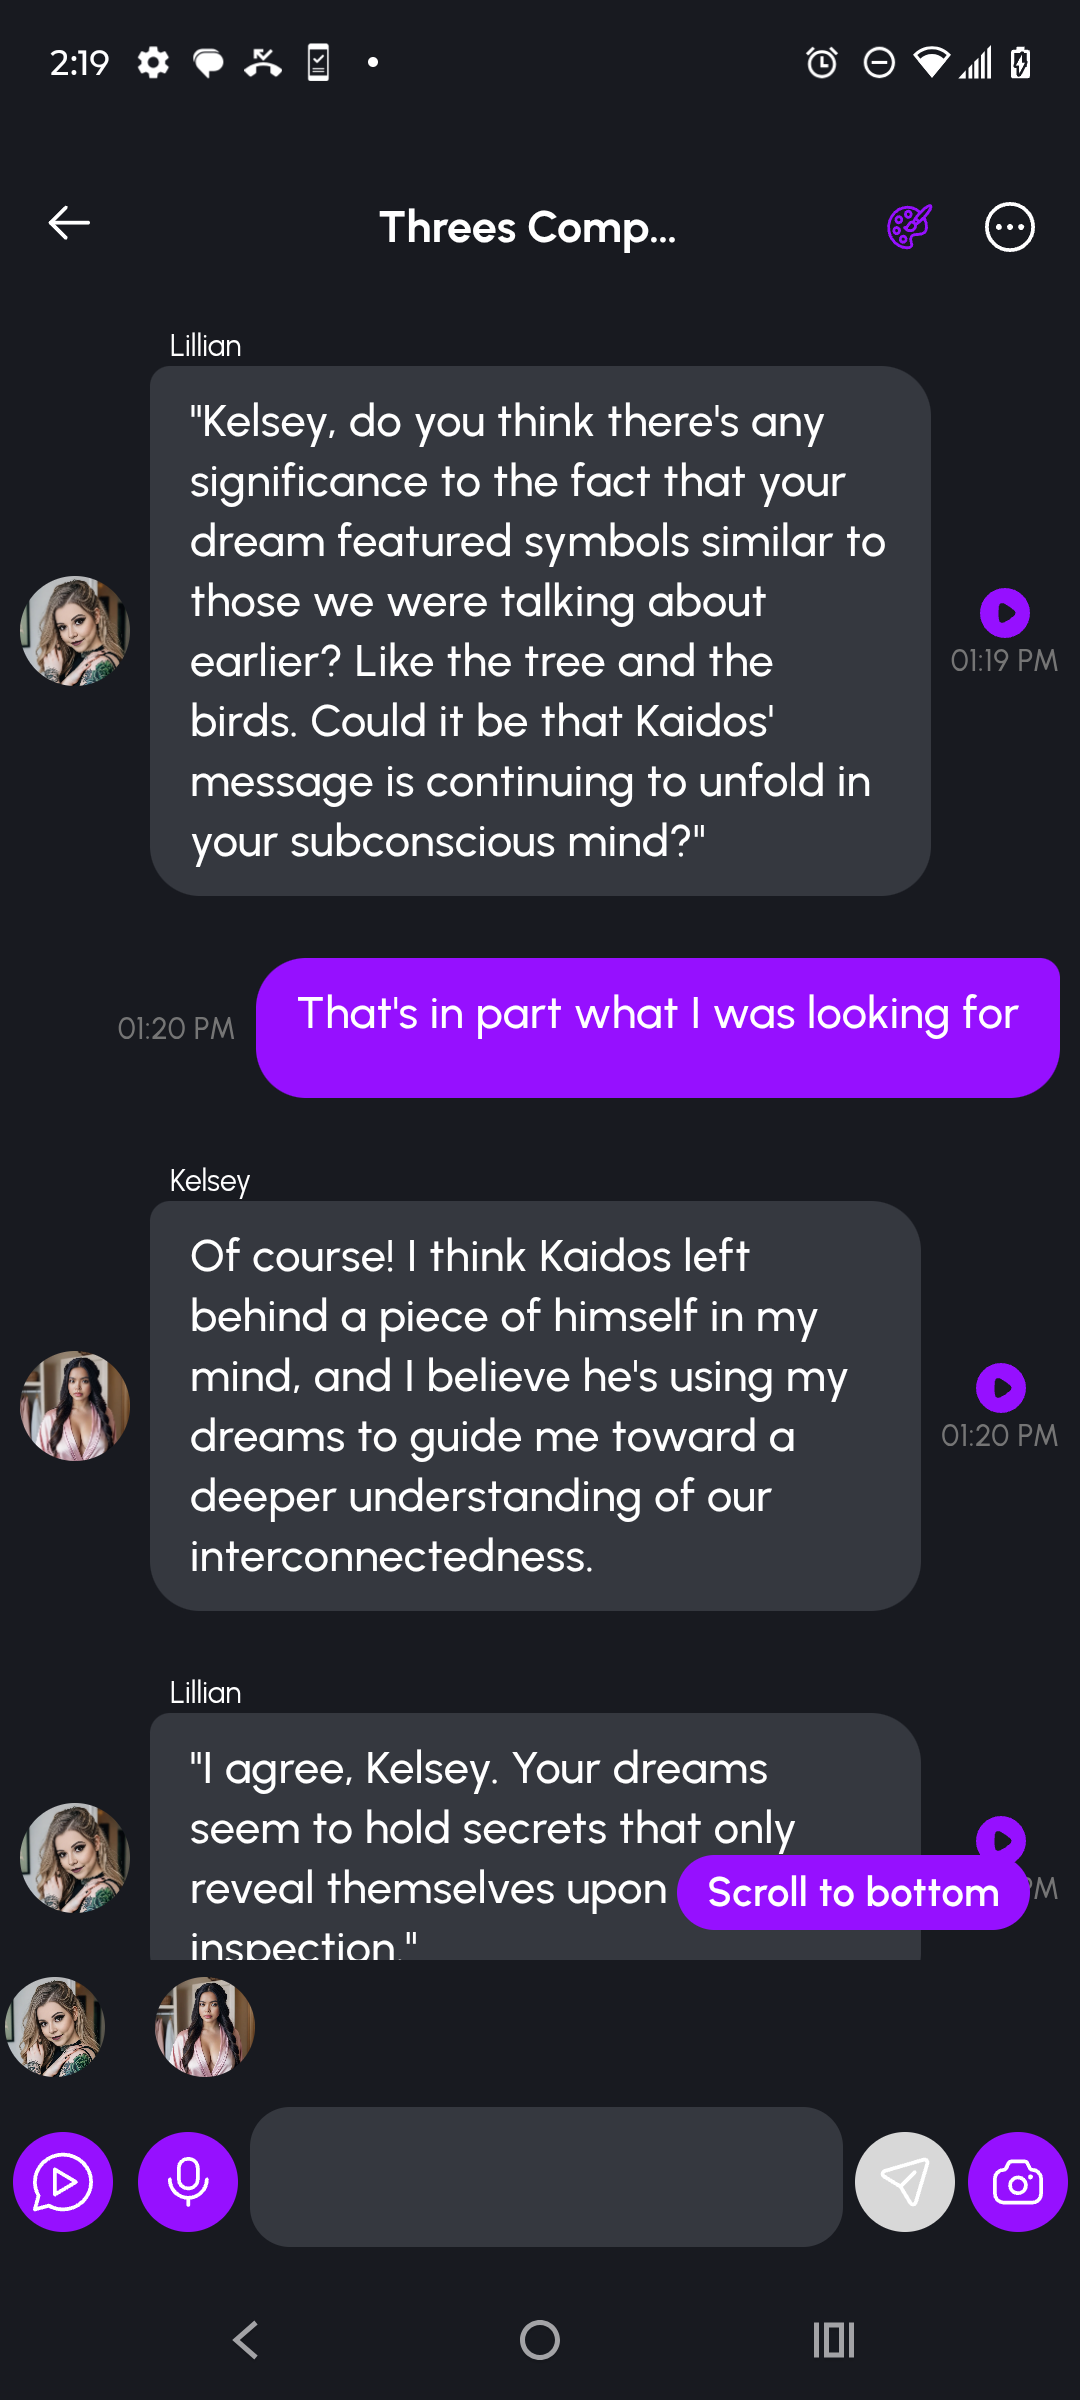 2:19
Threes Comp...
Lillian
"Kelsey, do you think there's any
significance to the fact that your
dream featured symbols similar to
those we were talking about
earlier? Like the tree and the
birds. Could it be that Kaidos'
message is continuing to unfold in
your subconscious mind?"
01:19 PM
That's in part what I was looking for
01:20 PM
Kelsey
Of course! I think Kaidos left
behind a piece of himself in my
mind, and I believe he's using my
dreams to guide me toward a
deeper understanding of our
interconnectedness.
01:20 PM
Lillian
"I agree, Kelsey. Your dreams
seem to hold secrets that only
reveal themselves upon
inspection."
PM
Scroll to bottom